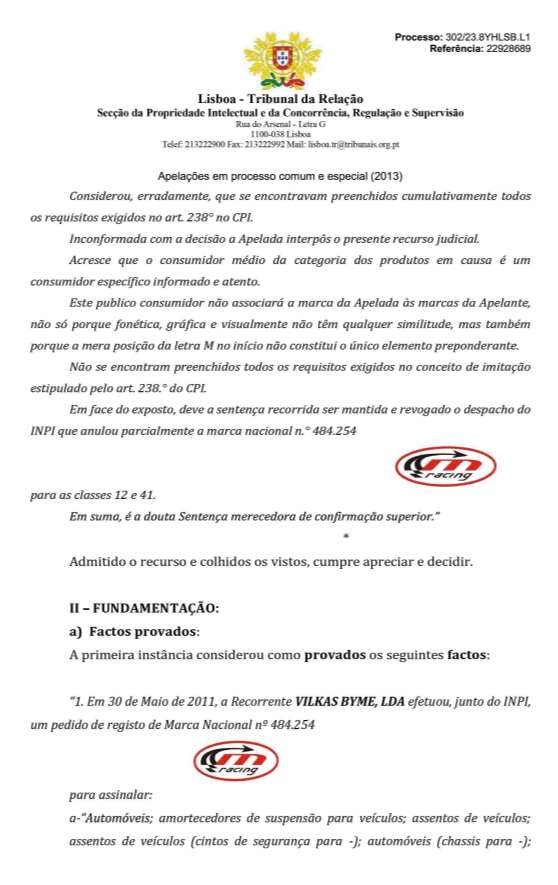 Processo: 302/23.8YHLSB.L1
Referência: 22928689
Lisboa - Tribunal da Relação
Secção da Propriedade Intelectual e da Concorrência, Regulação e Supervisão
Rua do Arsenal - Letra G
1100-038 Lisboa
Telef: 213222900 Fax: 213222992 Mail: lisboa.tr@tribunais.org.pt
Apelações em processo comum e especial (2013)
Considerou, erradamente, que se encontravam preenchidos cumulativamente todos
os requisitos exigidos no art. 238° no CPI.
Inconformada com a decisão a Apelada interpôs o presente recurso judicial.
Acresce que o consumidor médio da categoria dos produtos em causa é um
consumidor específico informado e atento.
Este publico consumidor não associará a marca da Apelada às marcas da Apelante,
não só porque fonética, gráfica e visualmente não têm qualquer similitude, mas também
porque a mera posição da letra M no início não constitui o único elemento preponderante.
Não se encontram preenchidos todos os requisitos exigidos no conceito de imitação
estipulado pelo art. 238.° do CPI.
Em face do exposto, deve a sentença recorrida ser mantida e revogado o despacho do
INPI que anulou parcialmente a marca nacional n.° 484.254
m
racing
para as classes 12 e 41.
Em suma, é a douta Sentença merecedora de confirmação superior.”
*
Admitido o recurso e colhidos os vistos, cumpre apreciar e decidir.
II – FUNDAMENTAÇÃO:
a) Factos provados:
A primeira instância considerou como provados os seguintes factos:
“1. Em 30 de Maio de 2011, a Recorrente VILKAS BYME, LDA efetuou, junto do INPI,
um pedido de registo de Marca Nacional nº 484.254
m
racing
para assinalar:
a-“Automóveis; amortecedores de suspensão para veículos; assentos de veículos;
assentos de veículos (cintos de segurança para -); automóveis (chassis para -);